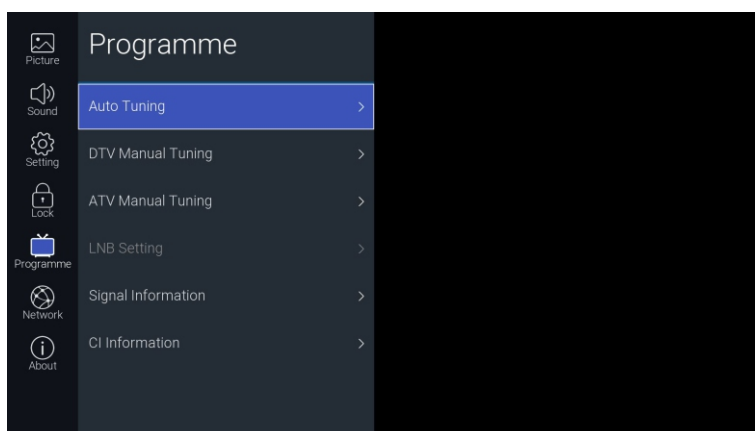 Programme
Picture
Sound
Setting
Lock
Programme
Network
About
Auto Tuning
DTV Manual Tuning
ATV Manual Tuning
LNB Setting
Signal Information
CI Information